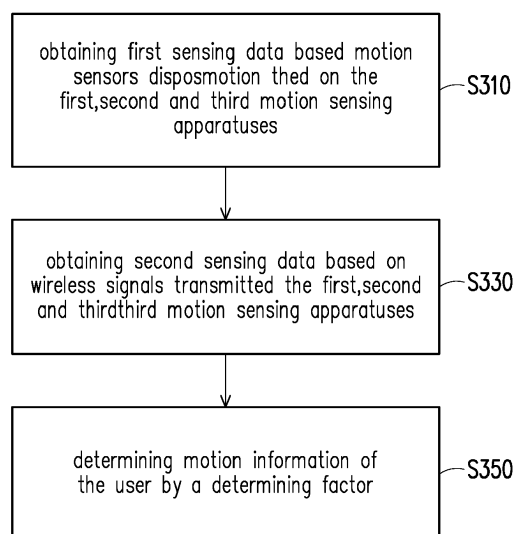 obtaining first sensing data based motion
sensors disposmotion thed on the
first,second and third motion sensing
apparatuses
S310
obtaining second sensing data based on
wireless signals transmitted the first,second
and thirdthird motion sensing apparatuses
S330
determining motion information of
the user by a determining factor
S350